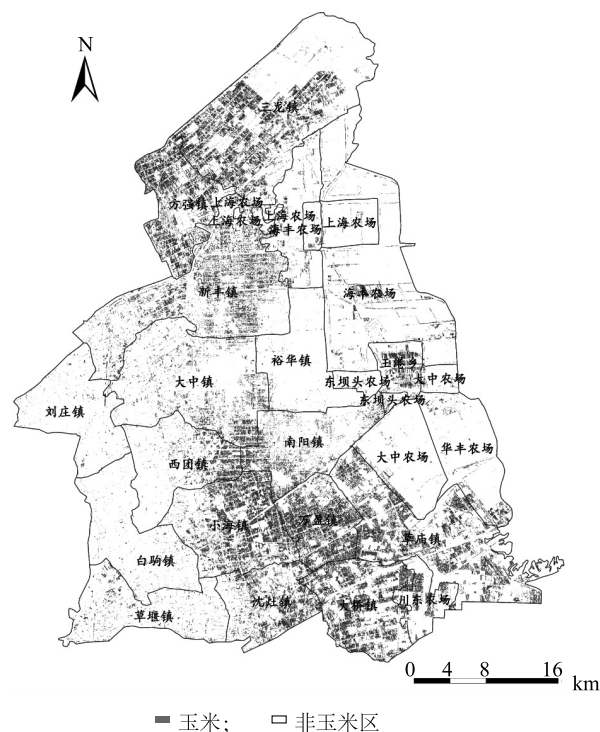 N
三龙镇
方强镇 上海农场
上海农场 上海农场
海丰农场 上海农场
新丰镇
海丰农场
裕华镇
大中镇
东坝头农场 大中农场
刘庄镇
东坝头农场
南阳镇
华丰农场
大中农场
西团镇
小海镇
万盈镇
草庙镇
白驹镇
沈灶镇
大桥镇
川东农场
草堰镇
0 4 8 16
km
玉米; 非玉米区